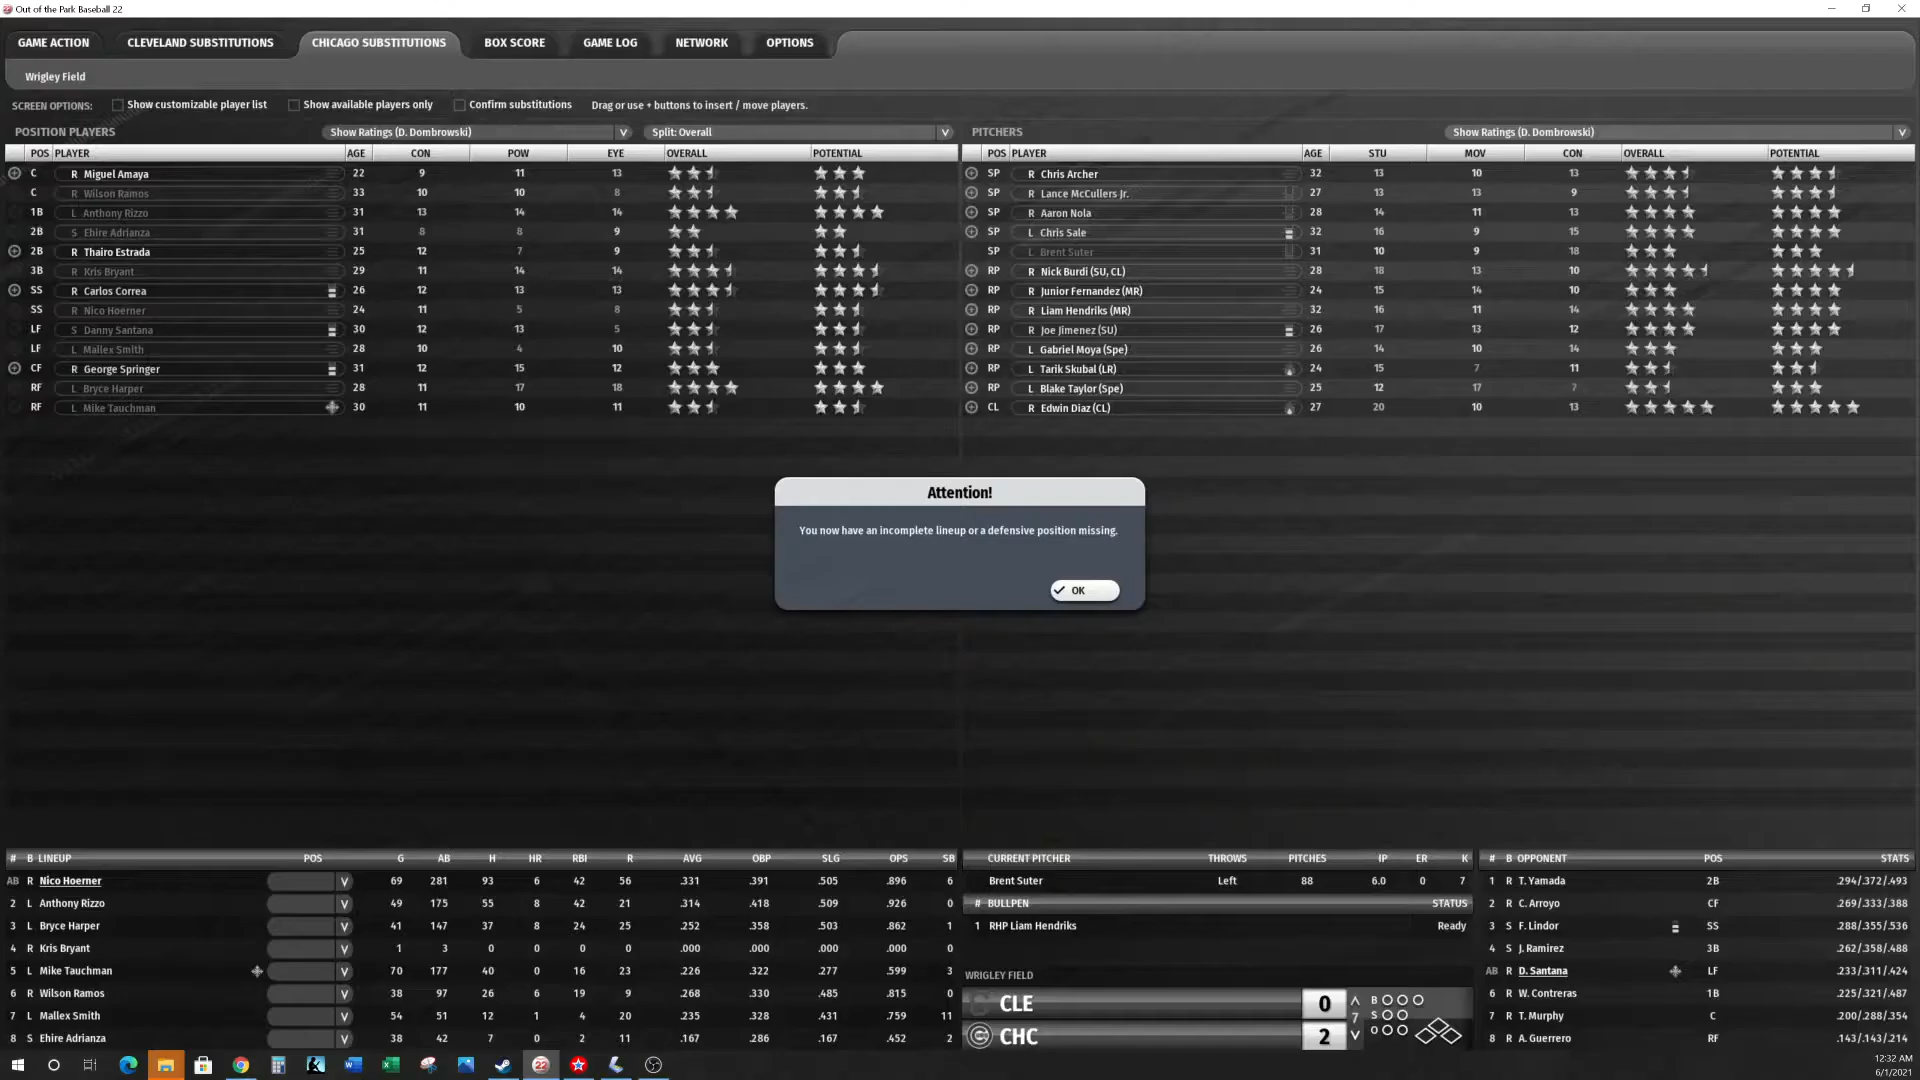 Out of the Park Baseball 22
GAME ACTION CLEVELAND SUBSTITUTIONS CHICAGO SUBSTITUTIONS BOX SCORE GAME LOG NETWORK OPTIONS
Wrigley Field
SCREEN OPTIONS: Show customizable player list Show available players only Confirm substitutions Drag or use + buttons to insert / move players.
POSITION PLAYERS Show Ratings (D. Dombrowski) V Split: Overall V
POS PLAYER AGE CON POW EYE OVERALL POTENTIAL
C R Miguel Amaya 22 9 11 13
C R Wilson Ramos 33 10 10 8
1B L Anthony Rizzo 31 13 14 14
2B S Ehire Adrianza 31 8 8 9
2B R Thairo Estrada 25 12 7 9
3B R Kris Bryant 29 11 14 14
SS R Carlos Correa 26 12 13 13
SS R Nico Hoerner 24 11 5 8
LF S Danny Santana 30 12 13 5
LF L Mallex Smith 28 10 4 10
CF R George Springer 31 12 15 12
RF L Bryce Harper 28 11 17 18
RF L Mike Tauchman 30 11 10 11
PITCHERS Show Ratings (D. Dombrowski) V
POS PLAYER AGE STU MOV CON OVERALL POTENTIAL
SP R Chris Archer 32 13 10 13
SP R Lance McCullers Jr. 27 13 13 9
SP R Aaron Nola 28 14 11 13
SP L Chris Sale 32 16 9 15
SP L Brent Suter 31 10 9 18
RP R Nick Burdi (SU, CL) 28 18 13 10
RP R Junior Fernandez (MR) 24 15 14 10
RP R Liam Hendriks (MR) 32 16 11 14
RP R Joe Jimenez (SU) 26 17 13 12
RP L Gabriel Moya (Spe) 26 14 10 14
RP L Tarik Skubal (LR) 24 15 7 11
RP L Blake Taylor (Spe) 25 12 17 7
CL R Edwin Diaz (CL) 27 20 10 13
Attention!
You now have an incomplete lineup or a defensive position missing.
OK
# B LINEUP POS G AB H HR RBI R AVG OBP SLG OPS SB
AB R Nico Hoerner V 69 281 93 6 42 56 .331 .391 .505 .896 6
2 L Anthony Rizzo V 49 175 55 8 42 21 .314 .418 .509 .926 0
3 L Bryce Harper V 41 147 37 8 24 25 .252 .358 .503 .862 1
4 R Kris Bryant V 1 3 0 0 0 0 .000 .000 .000 .000 0
5 L Mike Tauchman V 70 177 40 0 16 23 .226 .322 .277 .599 3
6 R Wilson Ramos V 38 97 26 6 19 9 .268 .330 .485 .815 0
7 L Mallex Smith V 54 51 12 1 4 20 .235 .328 .431 .759 11
8 S Ehire Adrianza V 38 42 7 0 2 11 .167 .286 .167 .452 2
CURRENT PITCHER THROWS PITCHES IP ER K
Brent Suter Left 88 6.0 0 7
# BULLPEN STATUS
1 RHP Liam Hendriks Ready
WRIGLEY FIELD
CLE 0 B
7 S
CHC 2 O
# B OPPONENT POS STATS
1 R T. Yamada 2B .294/.372/.493
2 R C. Arroyo CF .269/.333/.388
3 S F. Lindor SS .288/.355/.536
4 S J. Ramirez 3B .262/.358/.488
AB R D. Santana LF .233/.311/.424
6 R W. Contreras 1B .225/.321/.487
7 R T. Murphy C .200/.288/.354
8 R A. Guerrero RF .143/.143/.214
12:32 AM
6/1/2021